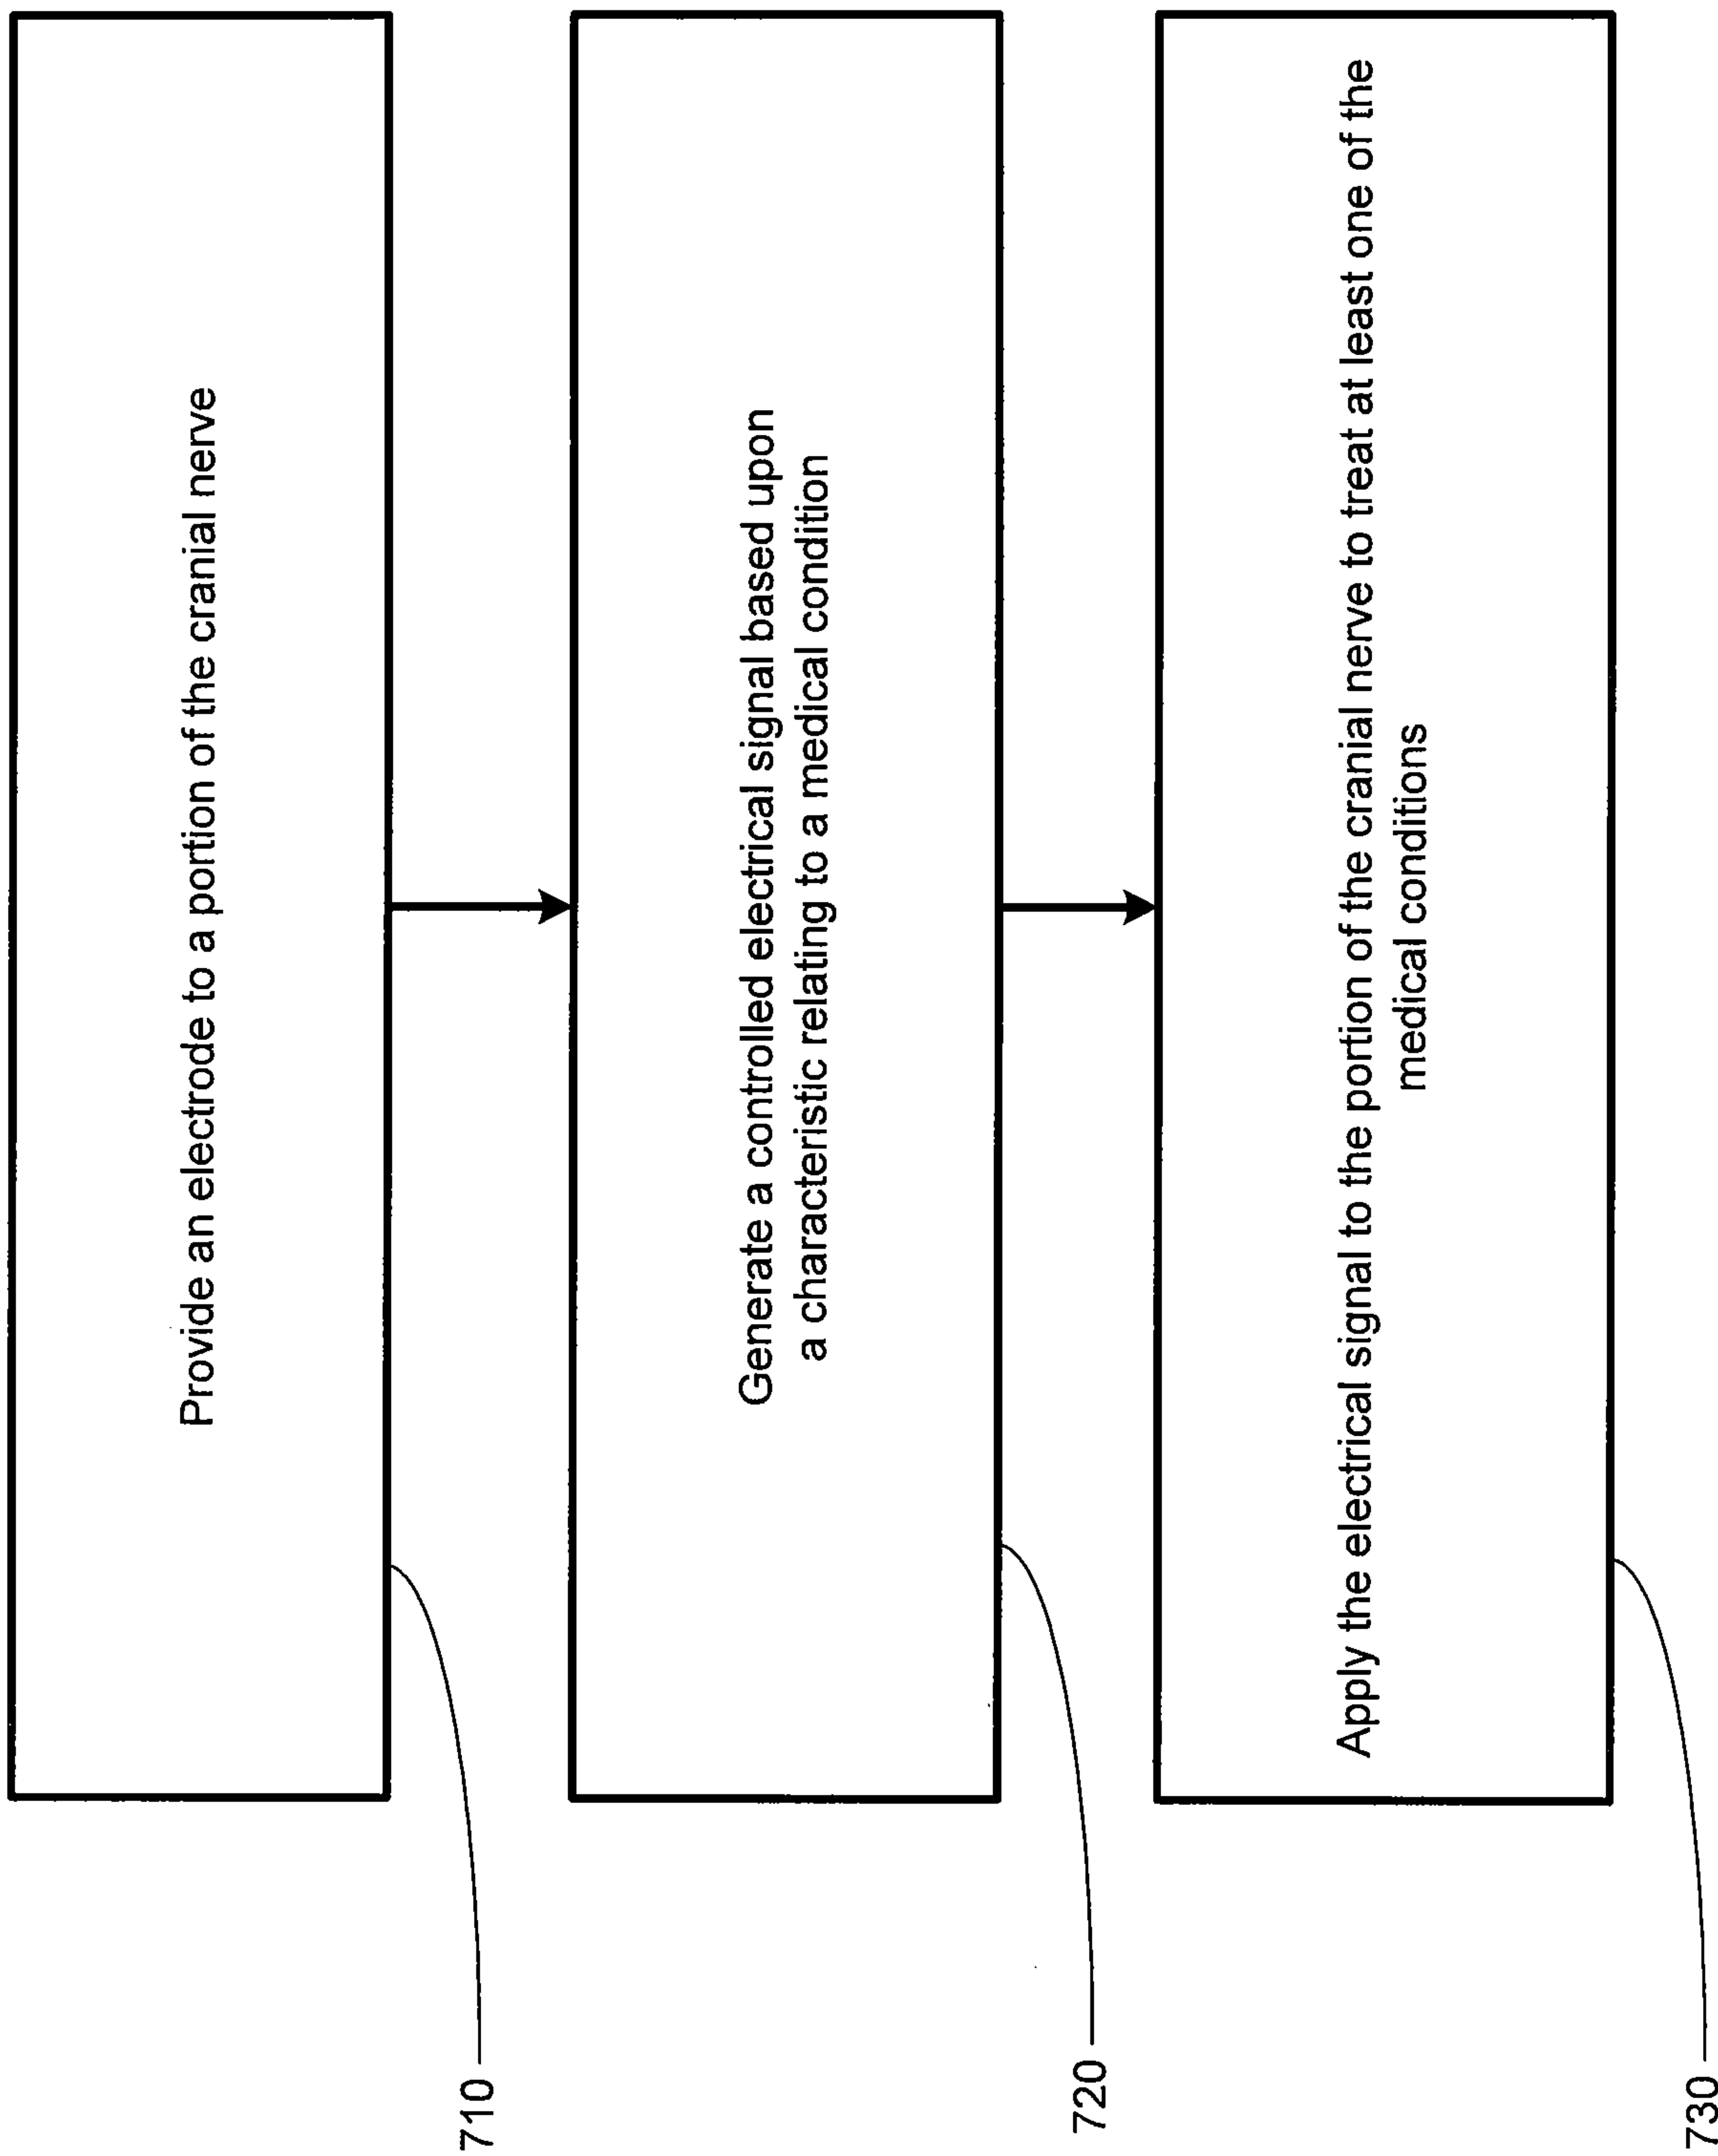 Provide an electrode to a portion of the cranial nerve
710
Generate a controlled electrical signal based upon
a characteristic relating to a medical condition
720
Apply the electrical signal to the portion of the cranial nerve to treat at least one of the
medical conditions
730